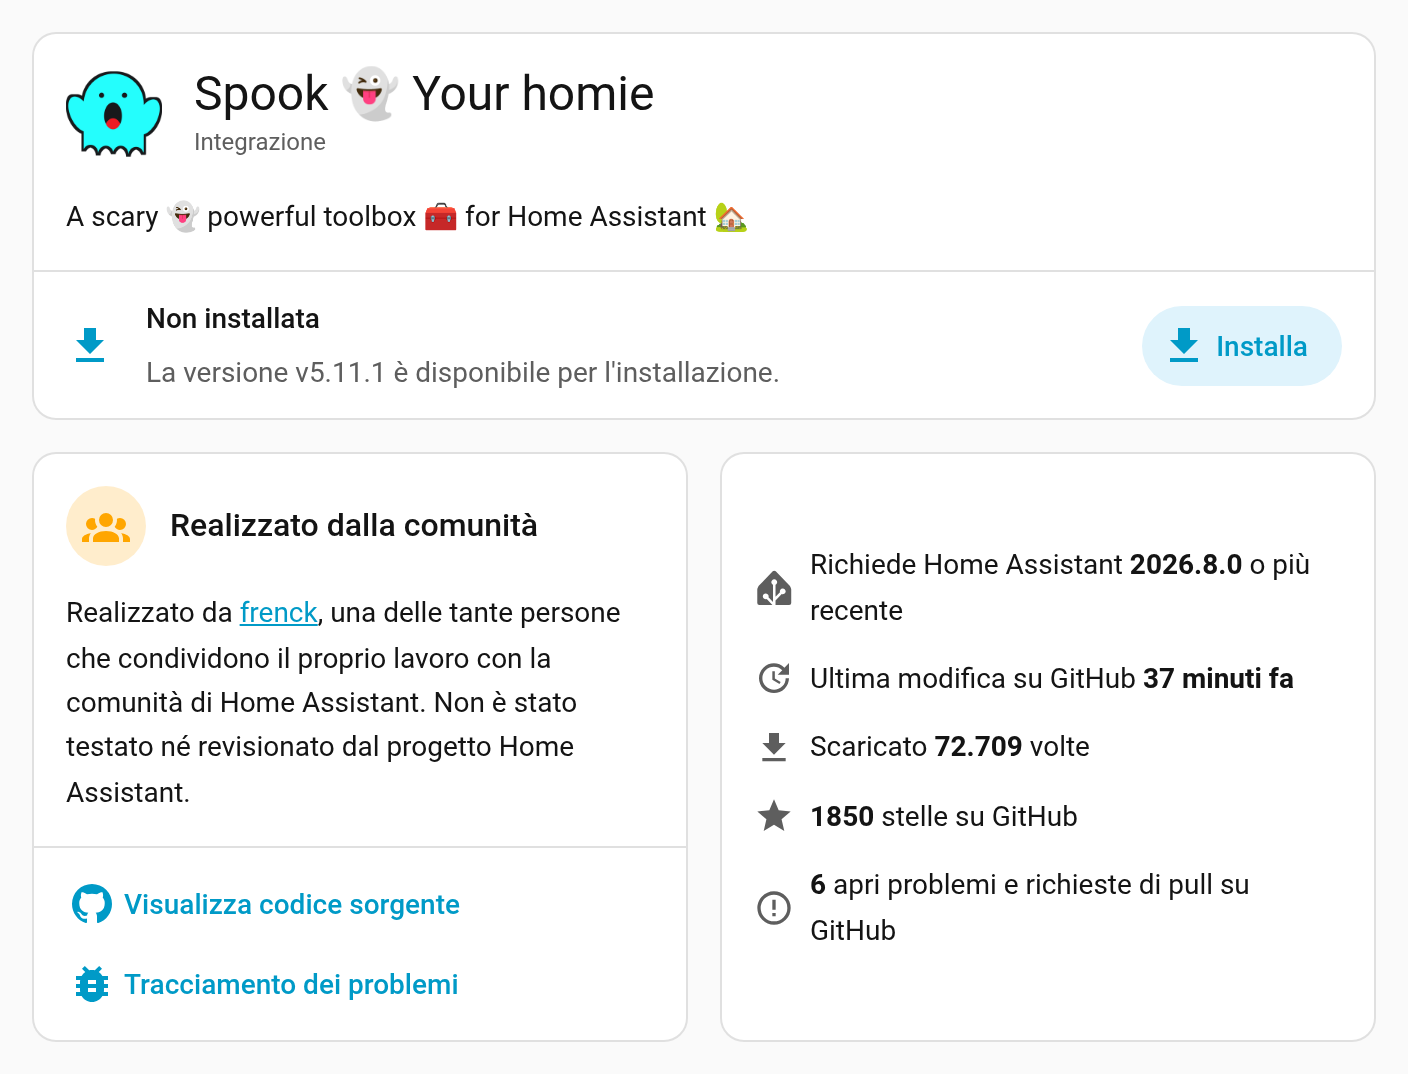 Spook 👻 Your homie
Integrazione
A scary 👻 powerful toolbox 🧰 for Home Assistant 🏡
Non installata
La versione v5.11.1 è disponibile per l'installazione.
Installa
Realizzato dalla comunità
Realizzato da frenck, una delle tante persone
che condividono il proprio lavoro con la
comunità di Home Assistant. Non è stato
testato né revisionato dal progetto Home
Assistant.
Visualizza codice sorgente
Tracciamento dei problemi
Richiede Home Assistant 2026.8.0 o più
recente
Ultima modifica su GitHub 37 minuti fa
Scaricato 72.709 volte
1850 stelle su GitHub
6 apri problemi e richieste di pull su
GitHub